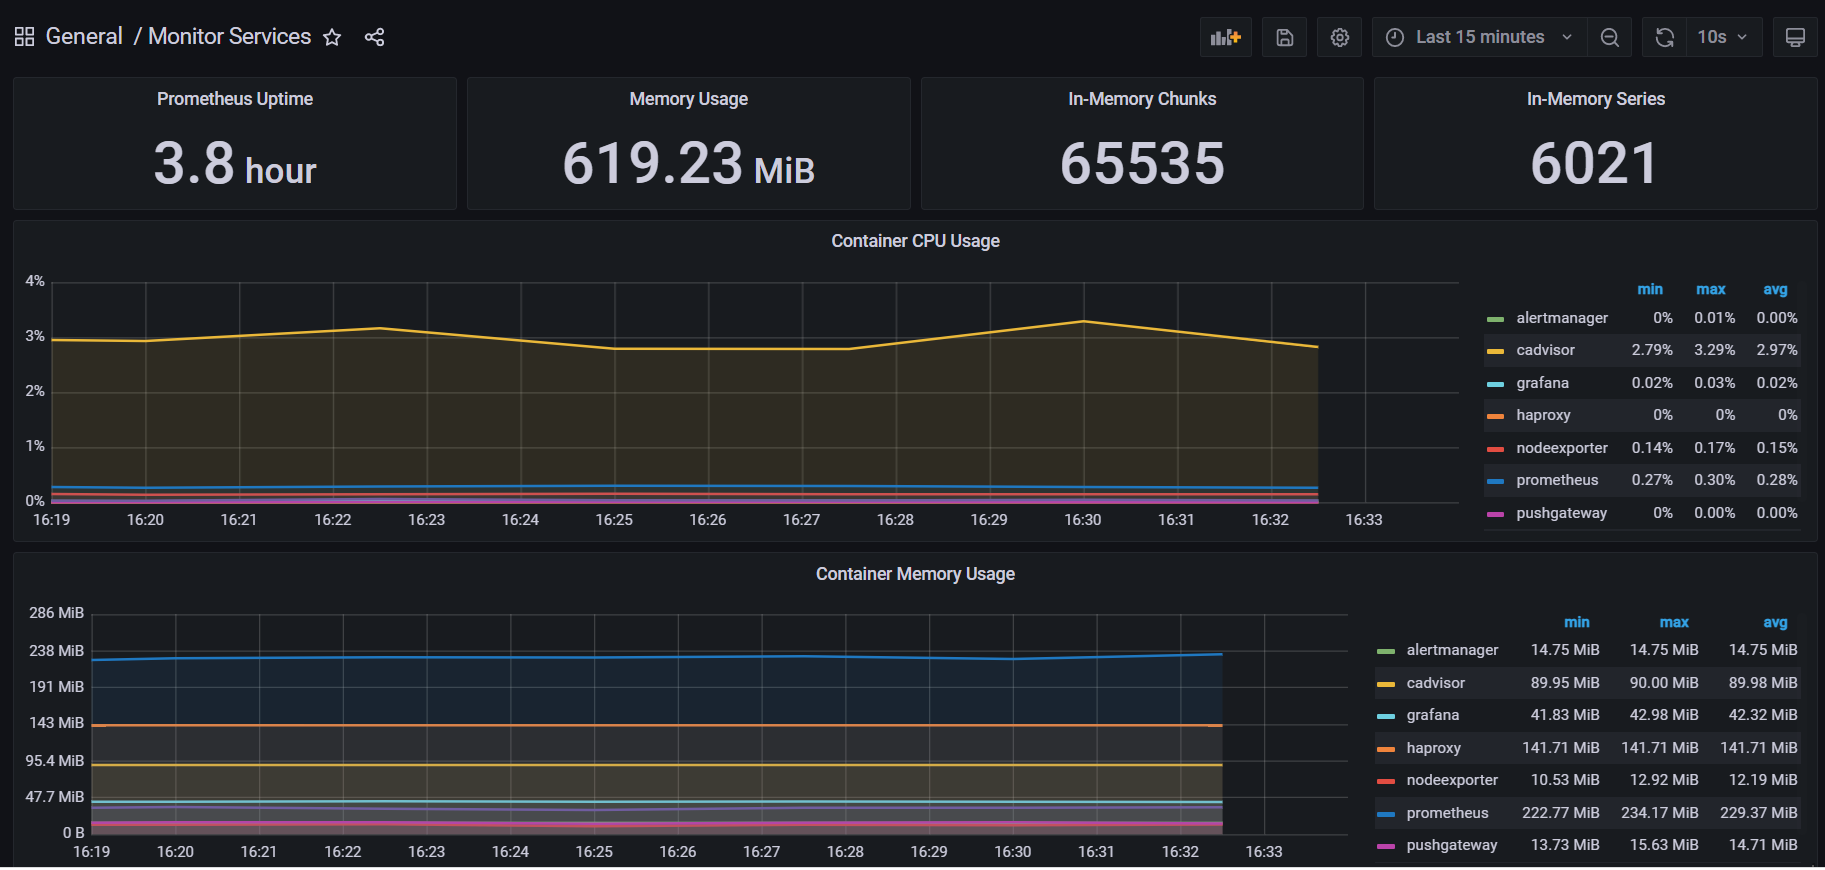 General / Monitor Services
Last 15 minutes
10s
Prometheus Uptime
3.8 hour
Memory Usage
619.23 MiB
In-Memory Chunks
65535
In-Memory Series
6021
Container CPU Usage
4%
3%
2%
1%
0%
16:19 16:20 16:21 16:22 16:23 16:24 16:25 16:26 16:27 16:28 16:29 16:30 16:31 16:32 16:33
min max avg
alertmanager 0% 0.01% 0.00%
cadvisor 2.79% 3.29% 2.97%
grafana 0.02% 0.03% 0.02%
haproxy 0% 0% 0%
nodeexporter 0.14% 0.17% 0.15%
prometheus 0.27% 0.30% 0.28%
pushgateway 0% 0.00% 0.00%
Container Memory Usage
286 MiB
238 MiB
191 MiB
143 MiB
95.4 MiB
47.7 MiB
0 B
16:19 16:20 16:21 16:22 16:23 16:24 16:25 16:26 16:27 16:28 16:29 16:30 16:31 16:32 16:33
min max avg
alertmanager 14.75 MiB 14.75 MiB 14.75 MiB
cadvisor 89.95 MiB 90.00 MiB 89.98 MiB
grafana 41.83 MiB 42.98 MiB 42.32 MiB
haproxy 141.71 MiB 141.71 MiB 141.71 MiB
nodeexporter 10.53 MiB 12.92 MiB 12.19 MiB
prometheus 222.77 MiB 234.17 MiB 229.37 MiB
pushgateway 13.73 MiB 15.63 MiB 14.71 MiB